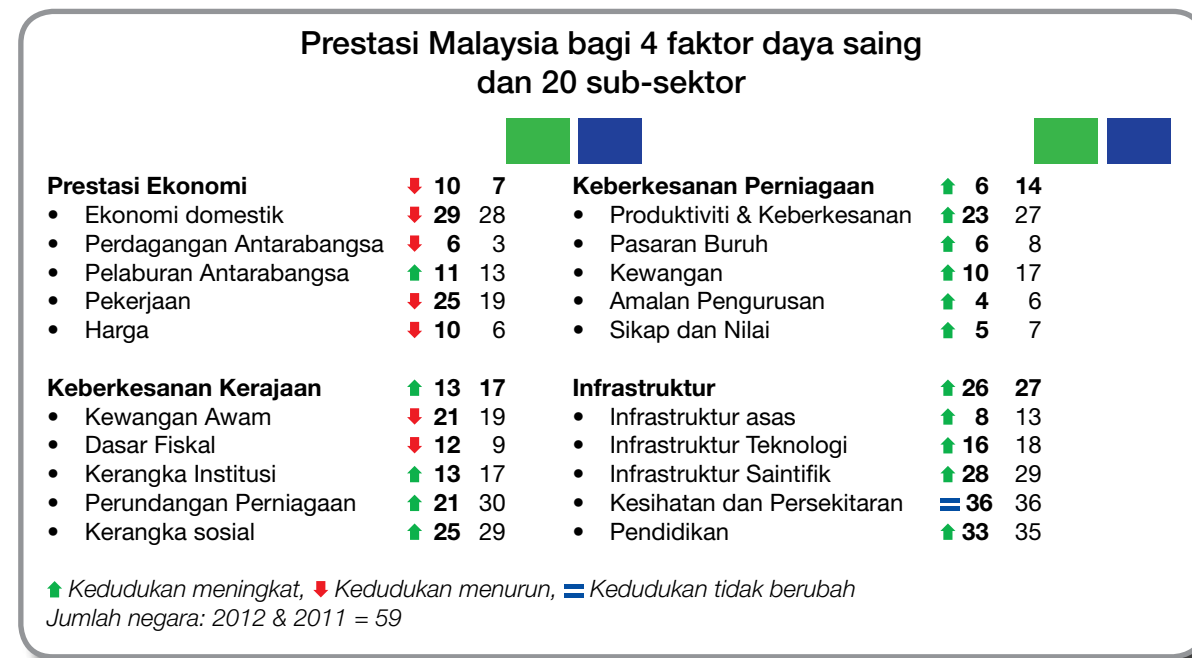 Prestasi Malaysia bagi 4 faktor daya saing
dan 20 sub-sektor
Prestasi Ekonomi 10 7
• Ekonomi domestik 29 28
• Perdagangan Antarabangsa 6 3
• Pelaburan Antarabangsa 11 13
• Pekerjaan 25 19
• Harga 10 6
Keberkesanan Kerajaan 13 17
• Kewangan Awam 21 19
• Dasar Fiskal 12 9
• Kerangka Institusi 13 17
• Perundangan Perniagaan 21 30
• Kerangka sosial 25 29
Keberkesanan Perniagaan 6 14
• Produktiviti & Keberkesanan 23 27
• Pasaran Buruh 6 8
• Kewangan 10 17
• Amalan Pengurusan 4 6
• Sikap dan Nilai 5 7
Infrastruktur 26 27
• Infrastruktur asas 8 13
• Infrastruktur Teknologi 16 18
• Infrastruktur Saintifik 28 29
• Kesihatan dan Persekitaran 36 36
• Pendidikan 33 35
Kedudukan meningkat, Kedudukan menurun, Kedudukan tidak berubah
Jumlah negara: 2012 & 2011 = 59